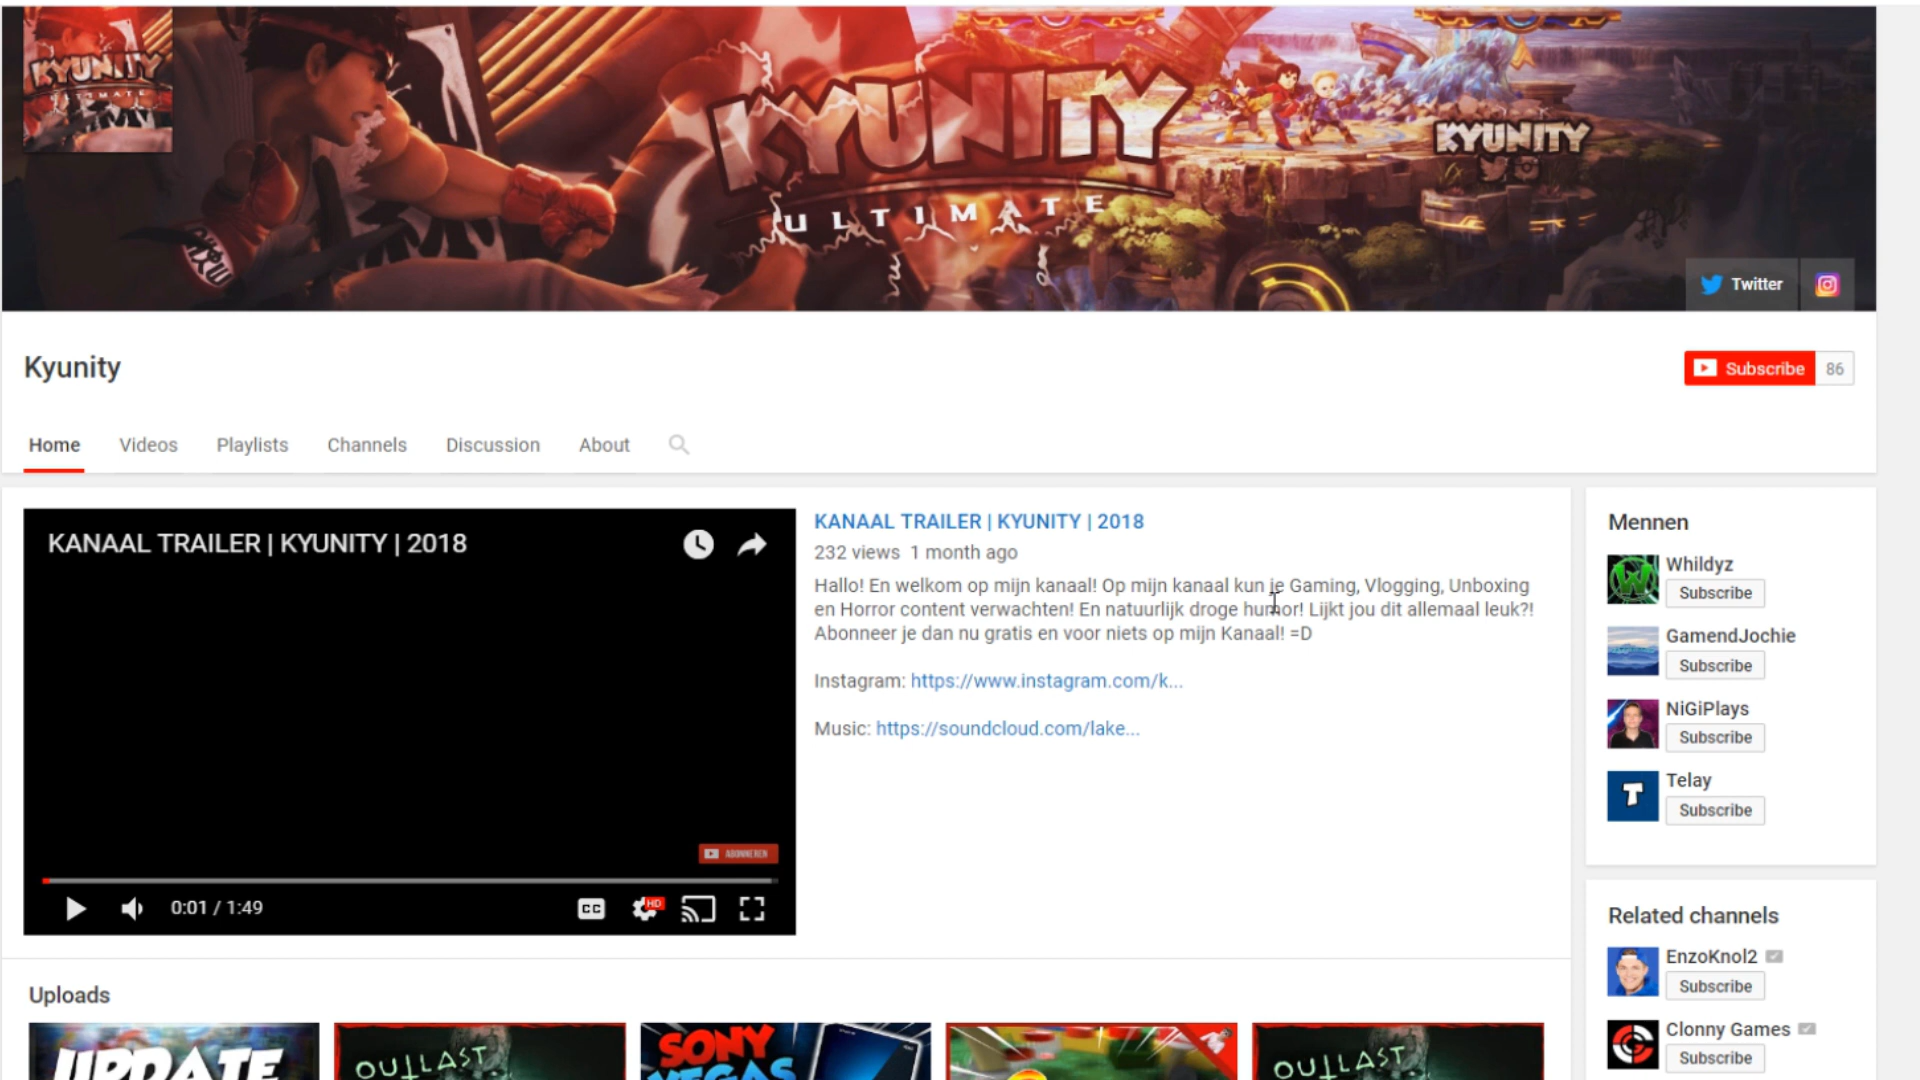 KYUNITY
ULTIMATE
KYUNITY
ULTIMATE
KYUNITY
Twitter
Kyunity
Subscribe 86
Home Videos Playlists Channels Discussion About
KANAAL TRAILER | KYUNITY | 2018
ABONNEREN
0:01 / 1:49
CC
HD
KANAAL TRAILER | KYUNITY | 2018
232 views 1 month ago
Hallo! En welkom op mijn kanaal! Op mijn kanaal kun je Gaming, Vlogging, Unboxing
en Horror content verwachten! En natuurlijk droge humor! Lijkt jou dit allemaal leuk?!
Abonneer je dan nu gratis en voor niets op mijn Kanaal! =D
Instagram: https://www.instagram.com/k...
Music: https://soundcloud.com/lake...
Mennen
Whildyz
Subscribe
GamendJochie
Subscribe
NiGiPlays
Subscribe
Telay
Subscribe
Related channels
EnzoKnol2
Subscribe
Clonny Games
Subscribe
Uploads
UPDATE
OUTLAST
SONY
VEGAS
OUTLAST